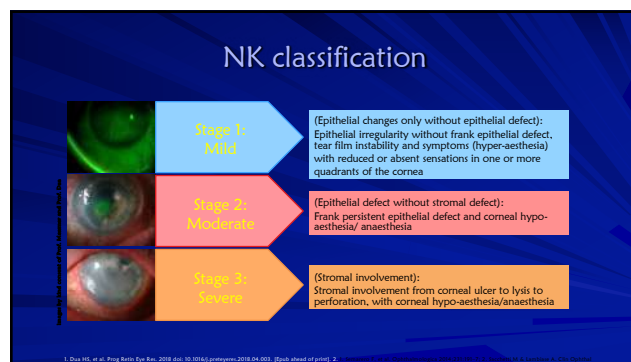 NK classification
Stage 1:
Mild
(Epithelial changes only without epithelial defect):
Epithelial irregularity without frank epithelial defect,
tear film instability and symptoms (hyper-aesthesia)
with reduced or absent sensations in one or more
quadrants of the cornea
Stage 2:
Moderate
(Epithelial defect without stromal defect):
Frank persistent epithelial defect and corneal hypo-
aesthesia/ anaesthesia
Stage 3:
Severe
(Stromal involvement):
Stromal involvement from corneal ulcer to lysis to
perforation, with corneal hypo-aesthesia/anaesthesia
1. Dua HS, et al. Prog Retin Eye Res. 2018 doi: 10.1016/j.preteyeres.2018.04.003. [Epub ahead of print]. 2.